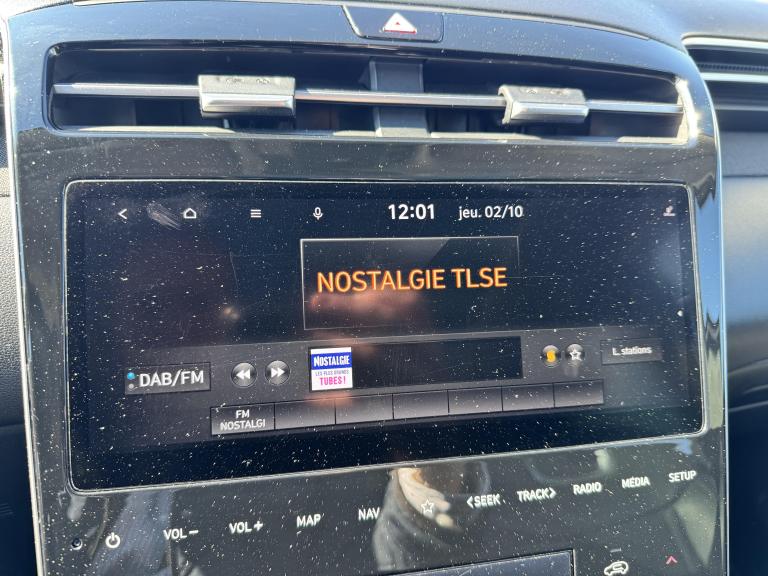 12:01 jeu. 02/10
NOSTALGIE TLSE
NOSTALGIE
LES PLUS GRANDS
TUBES !
L. stations
DAB/FM
FM
NOSTALGI
VOL− VOL+ MAP NAV <SEEK TRACK> RADIO MÉDIA SETUP